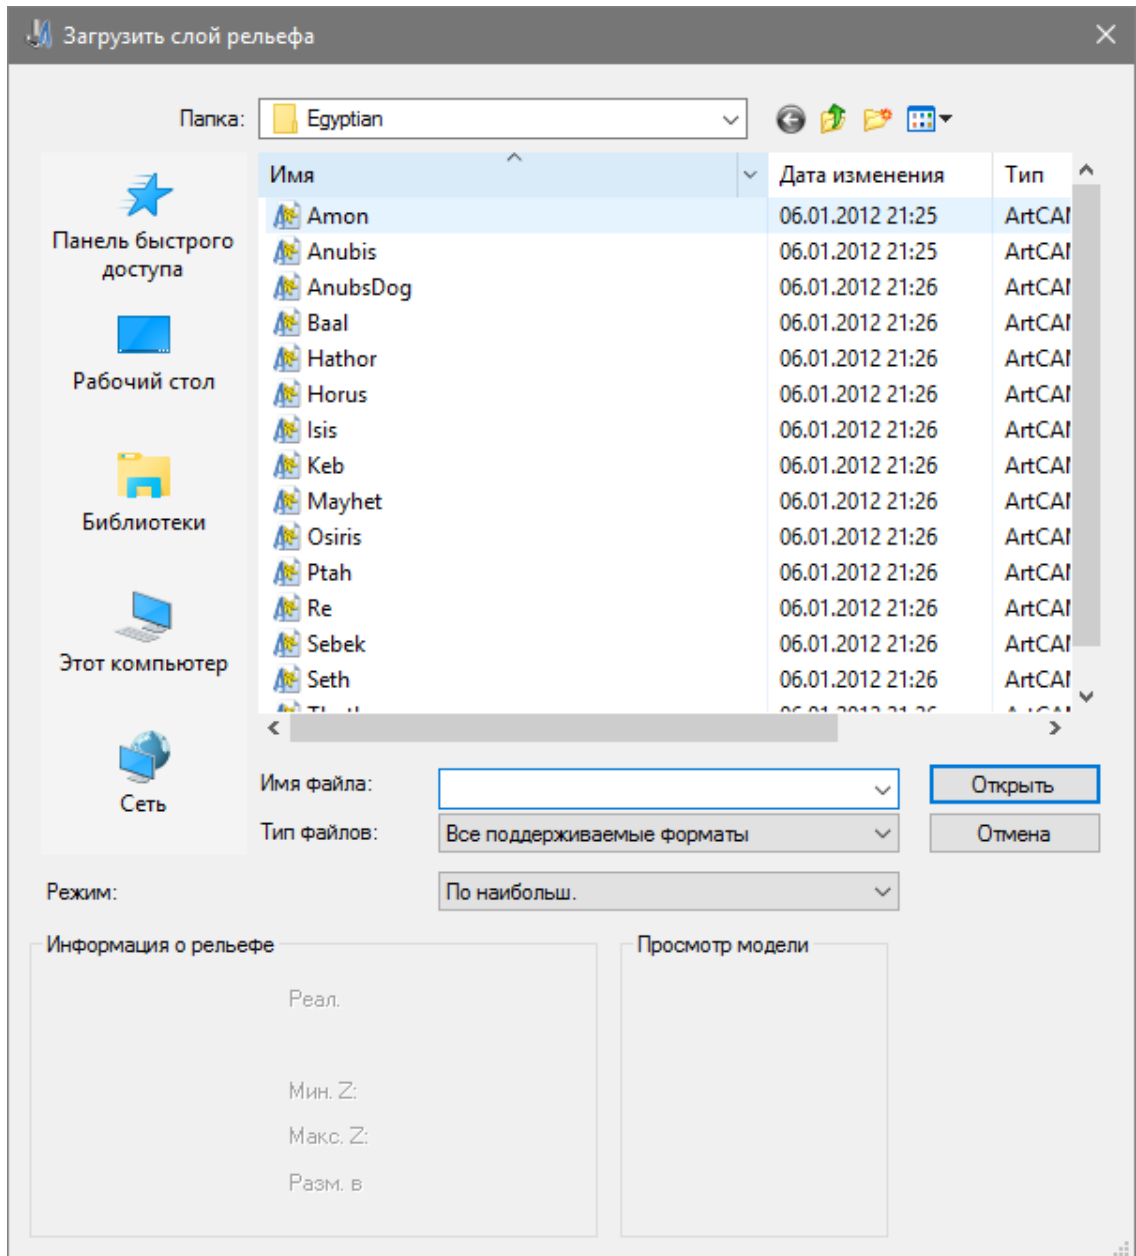 Загрузить слой рельефа
Папка: Egyptian
Имя Дата изменения Тип
Amon 06.01.2012 21:25
Anubis 06.01.2012 21:25
AnubsDog 06.01.2012 21:26
Baal 06.01.2012 21:26
Hathor 06.01.2012 21:26
Horus 06.01.2012 21:26
Isis 06.01.2012 21:26
Keb 06.01.2012 21:26
Mayhet 06.01.2012 21:26
Osiris 06.01.2012 21:26
Ptah 06.01.2012 21:26
Re 06.01.2012 21:26
Sebek 06.01.2012 21:26
Seth 06.01.2012 21:26
Панель быстрого
доступа
Рабочий стол
Библиотеки
Этот компьютер
Сеть
Имя файла: Открыть
Тип файлов: Все поддерживаемые форматы Отмена
Режим: По наибольш.
Информация о рельефе Просмотр модели
Реал.
Мин. Z:
Макс. Z:
Разм. в